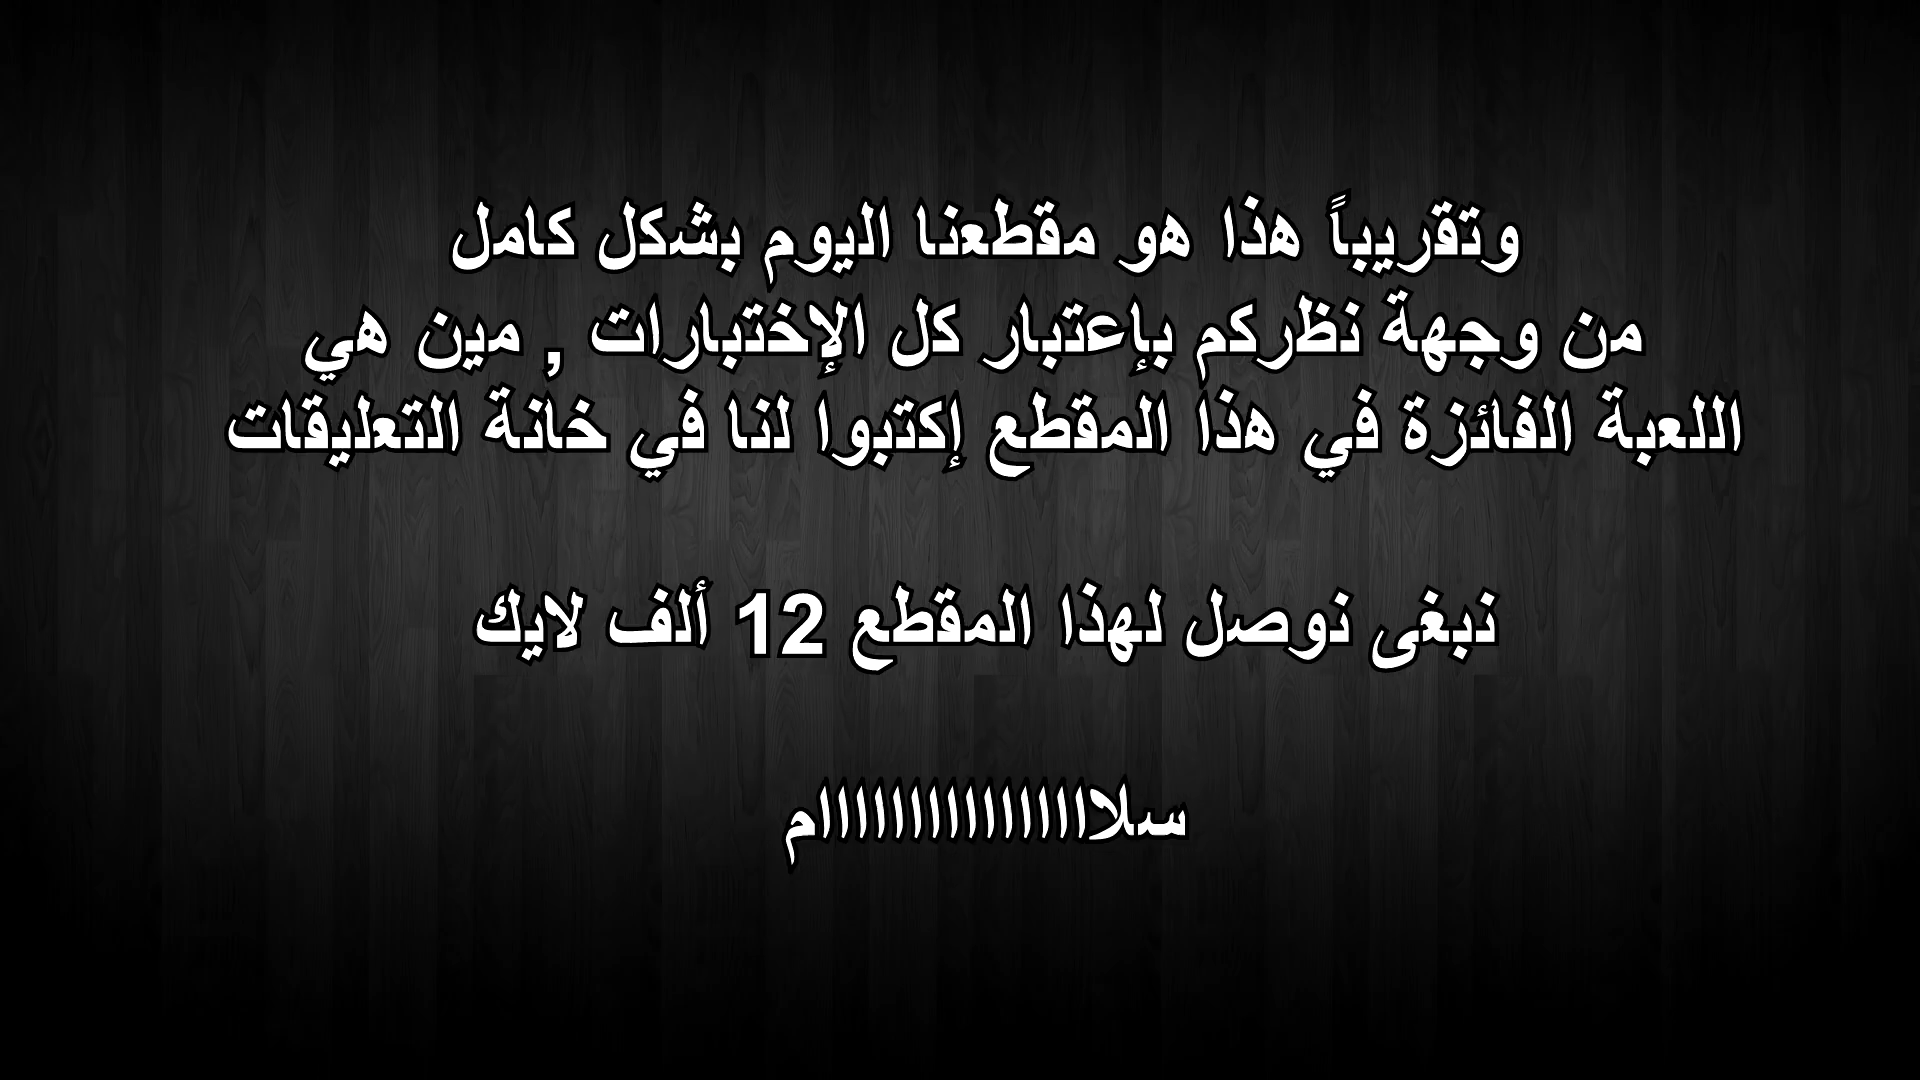 وتقريباً هذا هو مقطعنا اليوم بشكل كامل
من وجهة نظركم بإعتبار كل الإختبارات , مين هي
اللعبة الفائزة في هذا المقطع إكتبوا لنا في خانة التعليقات
نبغى نوصل لهذا المقطع 12 ألف لايك
سلااااااااااااااااام